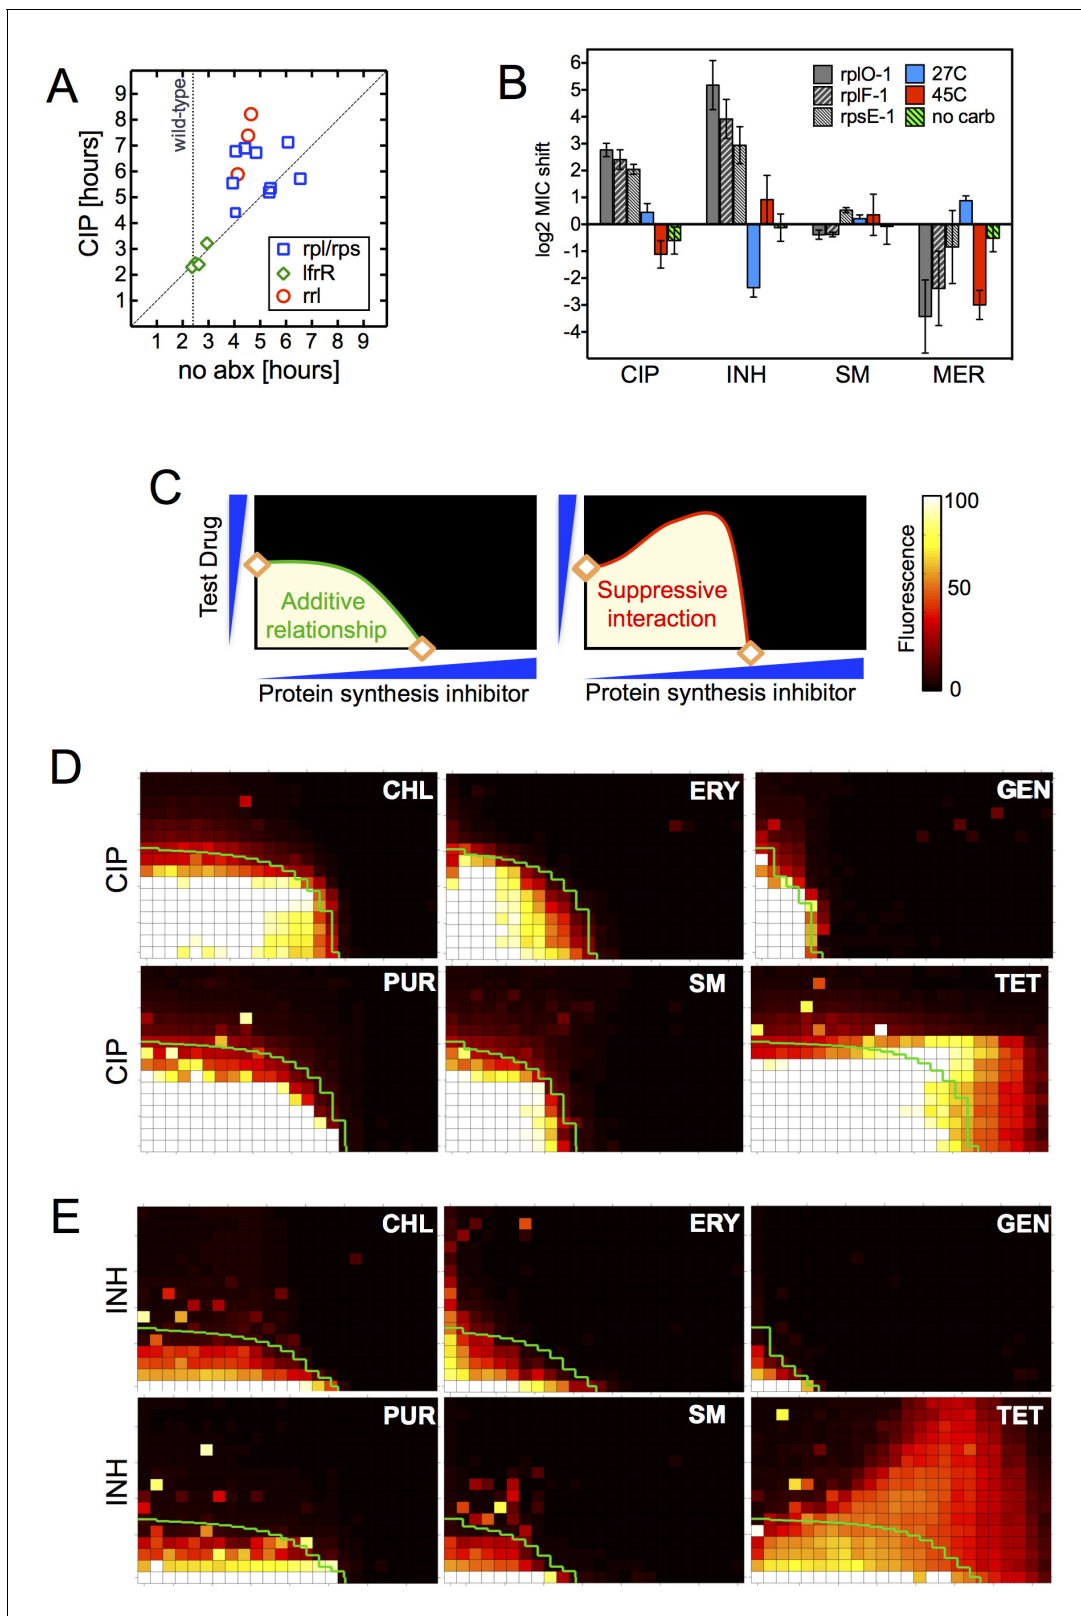 A
CIP [hours]
9
8
7
6
5
4
3
2
1
wild-type
rpl/rps
lfrR
rrl
1 2 3 4 5 6 7 8 9
no abx [hours]
B
log2 MIC shift
6
5
4
3
2
1
0
-1
-2
-3
-4
rplO-1
rplF-1
rpsE-1
27C
45C
no carb
CIP INH SM MER
C
Test Drug
Additive
relationship
Protein synthesis inhibitor
Suppressive
interaction
Protein synthesis inhibitor
Fluorescence
100
50
0
D
CIP
CHL
ERY
GEN
CIP
PUR
SM
TET
E
INH
CHL
ERY
GEN
INH
PUR
SM
TET